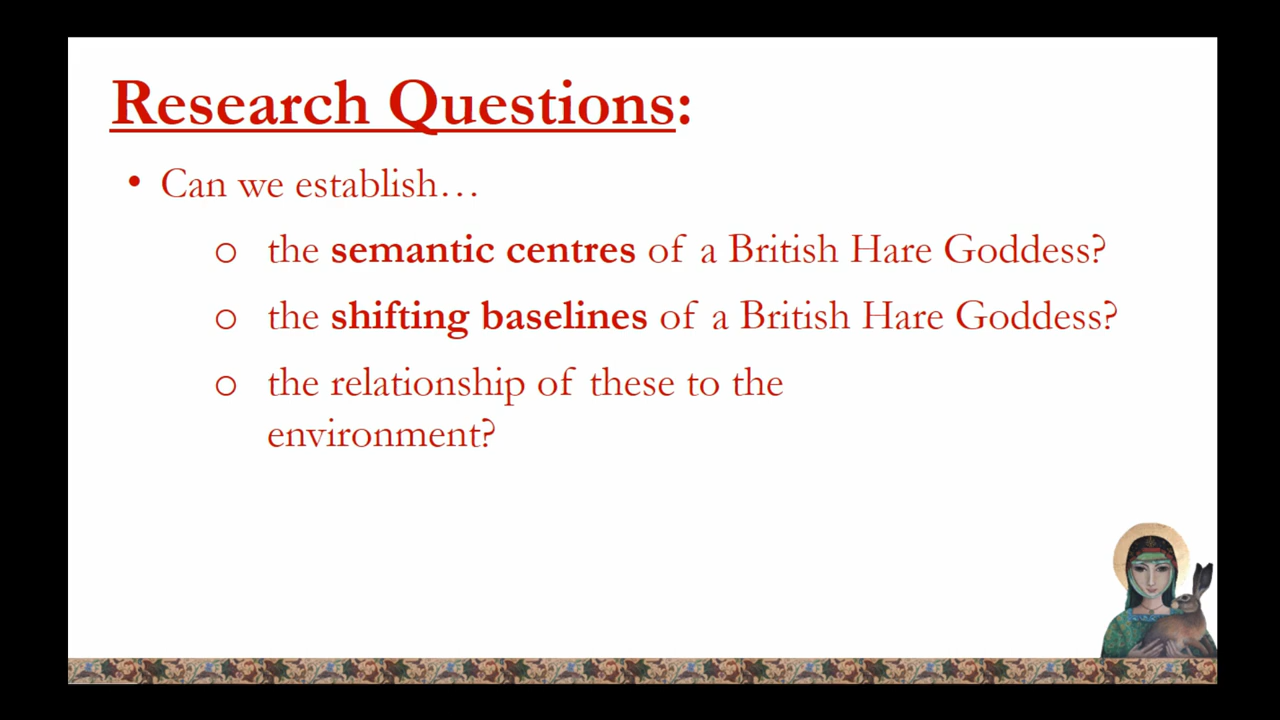 Research Questions:
• Can we establish…
o the semantic centres of a British Hare Goddess?
o the shifting baselines of a British Hare Goddess?
o the relationship of these to the
environment?